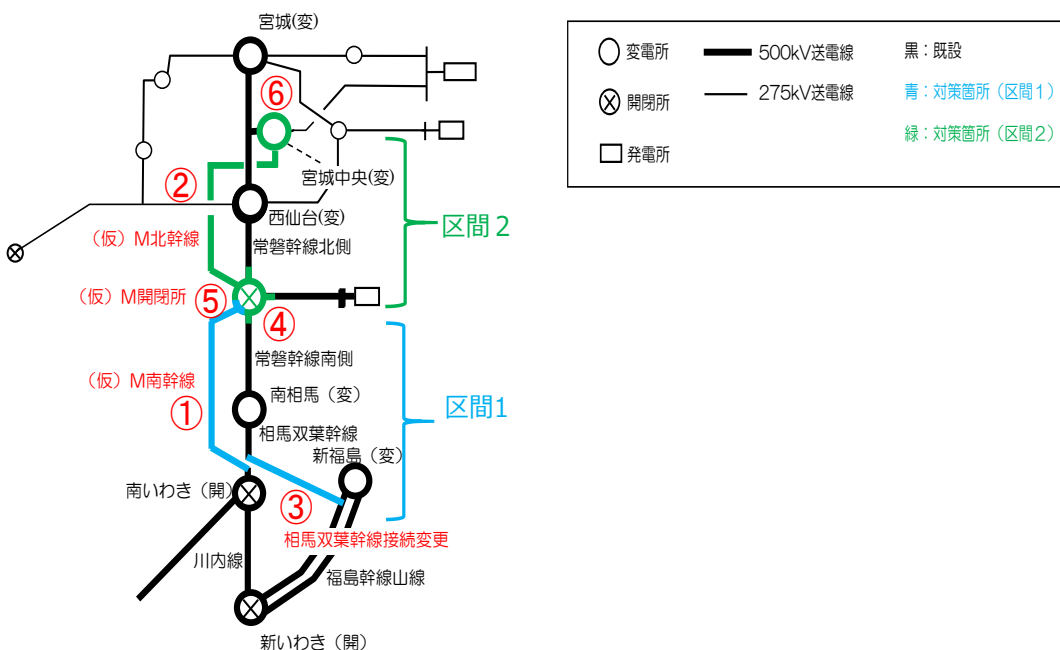 宮城(変)
⑥
宮城中央(変)
②
西仙台(変)
区間２
(仮) M北幹線
常磐幹線北側
(仮) M開閉所
⑤
④
常磐幹線南側
(仮) M南幹線
①
南相馬 (変)
区間1
相馬双葉幹線
新福島 (変)
南いわき (開)
③
相馬双葉幹線接続変更
川内線
福島幹線山線
新いわき (開)
変電所
500kV送電線
黒：既設
開閉所
275kV送電線
青：対策箇所 (区間１)
緑：対策箇所 (区間２)
発電所